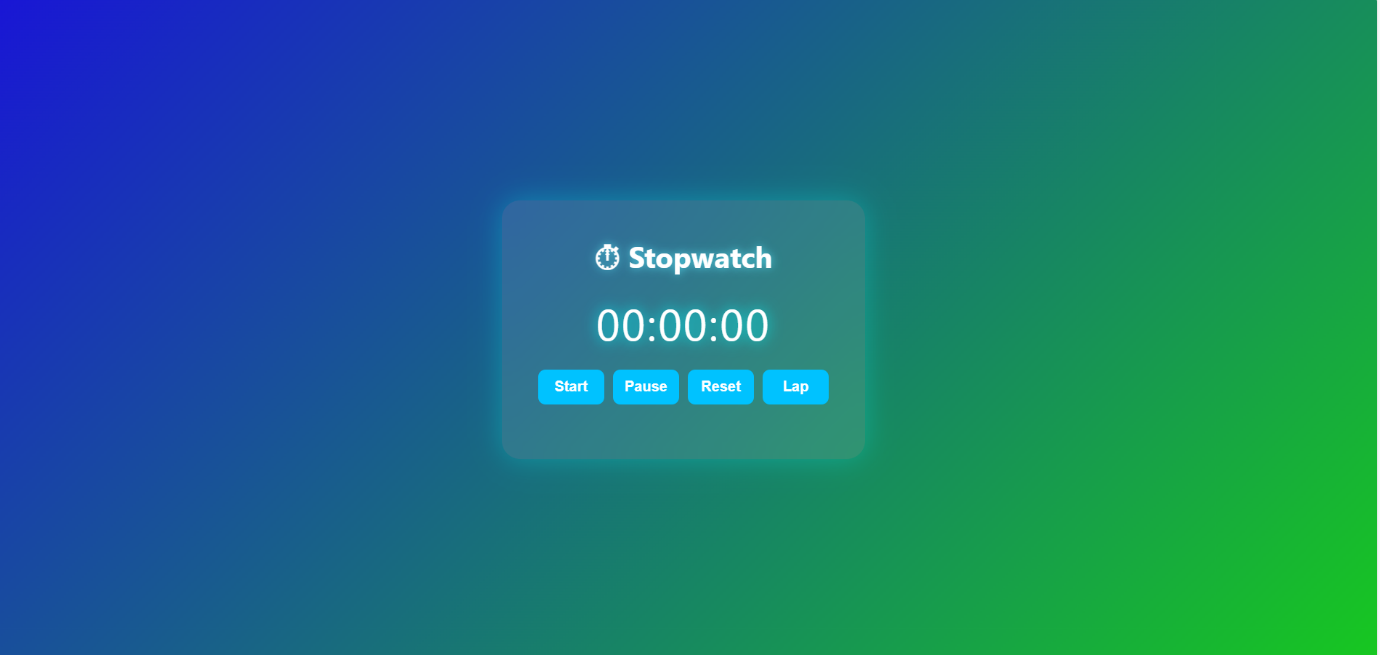 ⏱ Stopwatch
00:00:00
Start Pause Reset Lap